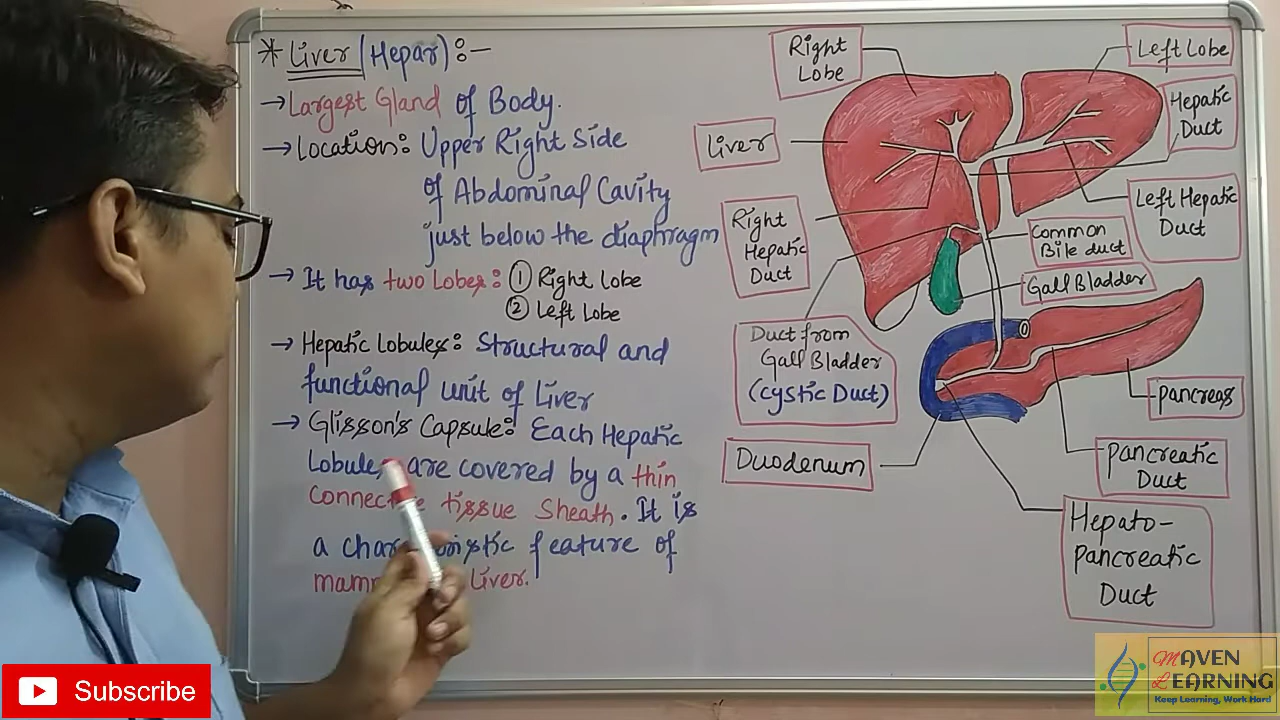 * Liver (Hepar):-
→ Largest Gland of Body.
→ Location: Upper Right Side
of Abdominal Cavity
just below the diaphragm
→ It has two Lobes: ① Right Lobe
② Left Lobe
→ Hepatic Lobules: Structural and
functional unit of Liver
→ Glisson's Capsule: Each Hepatic
Lobules are covered by a thin
tissue Sheath. It is
a feature of
Liver.
Right
Lobe
Left Lobe
Hepatic
Duct
Liver
Right
Hepatic
Duct
Left Hepatic
Duct
Common
Bile duct
Gall Bladder
Duct from
Gall Bladder
(Cystic Duct)
Pancreas
Duodenum
Pancreatic
Duct
Hepato-
pancreatic
Duct
Subscribe
MAVEN
LEARNING
Keep Learning, Work Hard